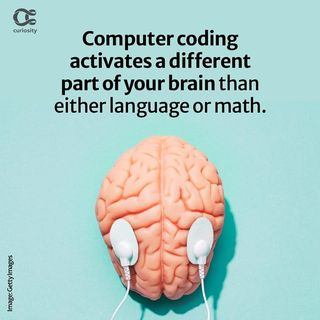 curiosity
Computer coding
activates a different
part of your brain than
either language or math.
Image: Getty Images